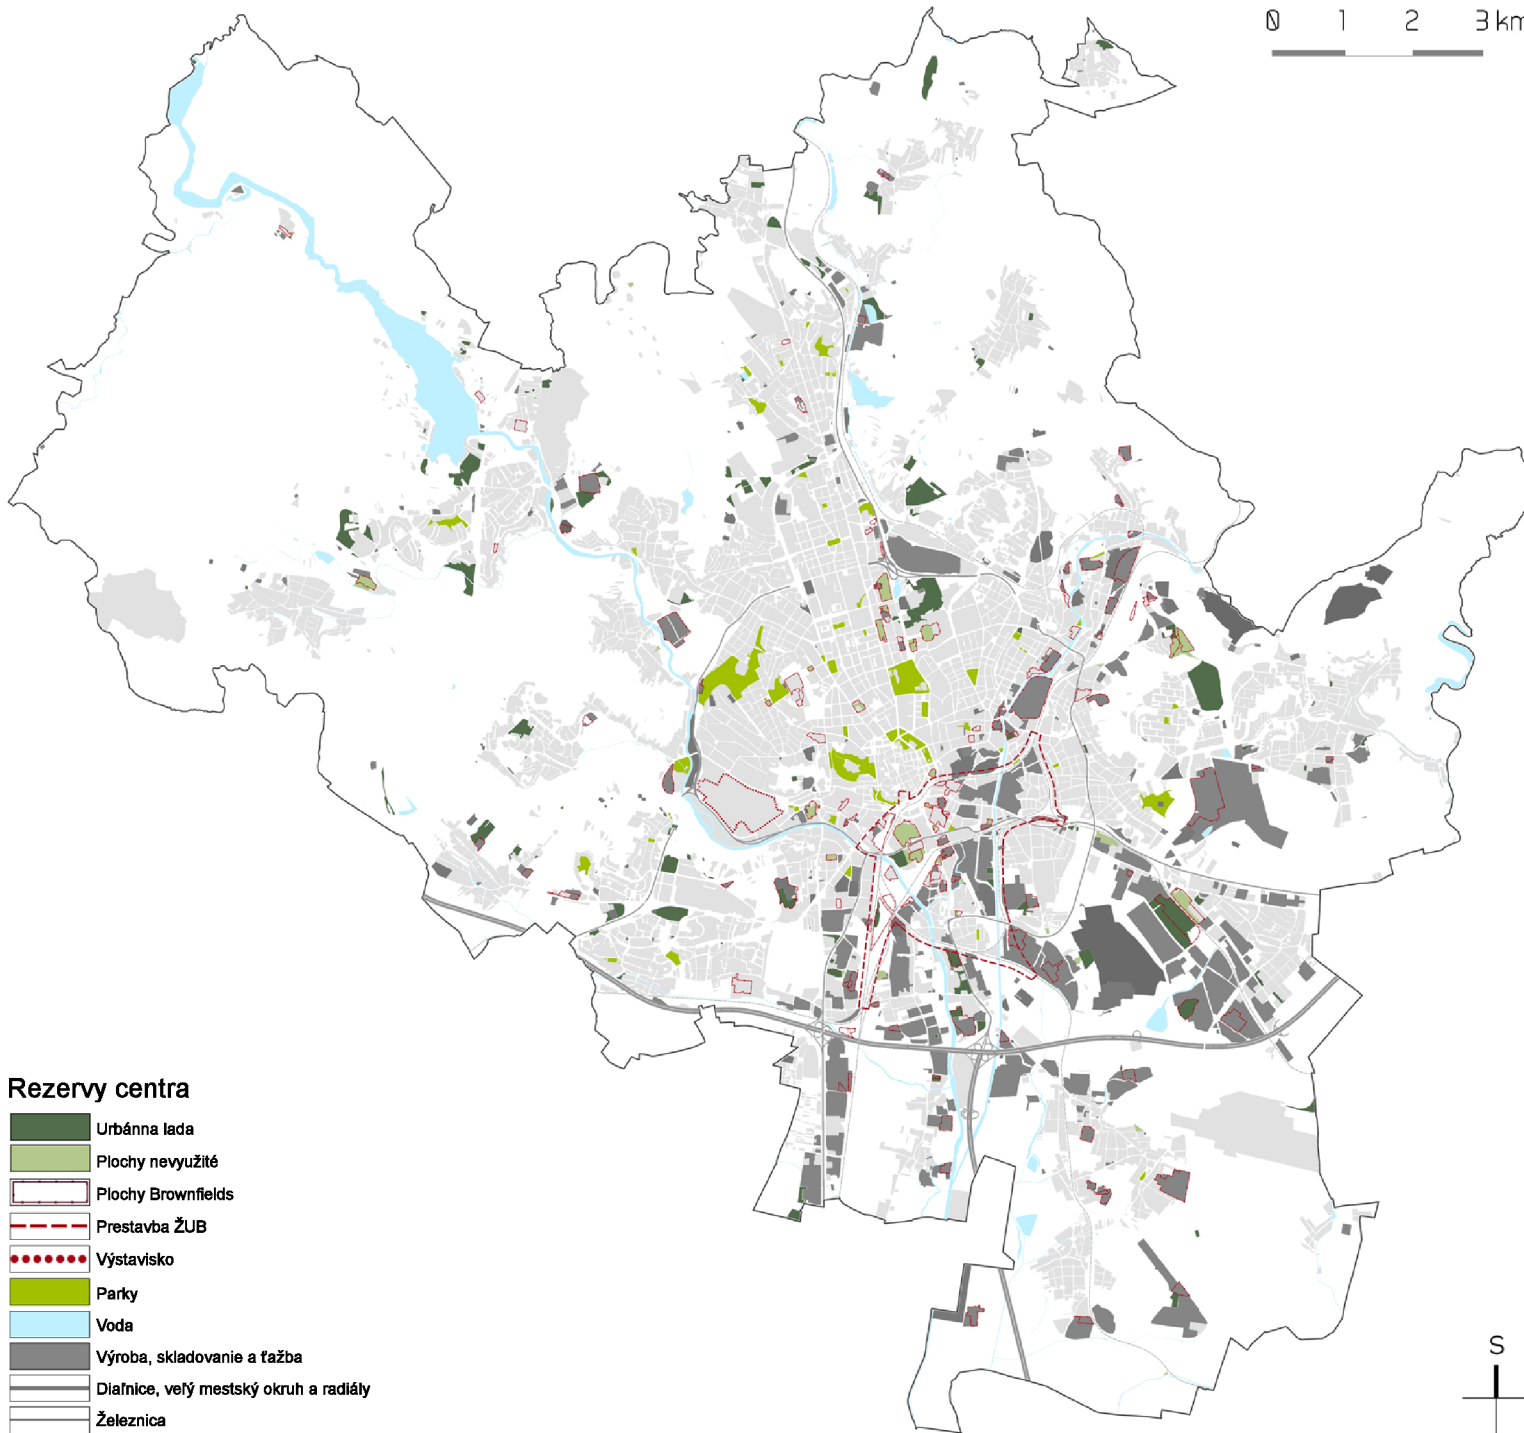 0 1 2 3 km
Rezervy centra
Urbánna lada
Plochy nevyužité
Plochy Brownfields
Prestavba ŽUB
Výstavisko
Parky
Voda
Výroba, skladovanie a ťažba
Diaľnice, veľý mestský okruh a radiály
Železnica
S